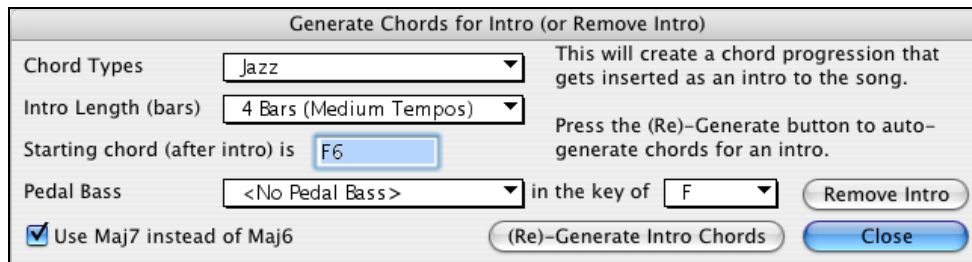 Generate Chords for Intro (or Remove Intro)
Chord Types Jazz
This will create a chord progression that
gets inserted as an intro to the song.
Intro Length (bars) 4 Bars (Medium Tempos)
Press the (Re)-Generate button to auto-
generate chords for an intro.
Starting chord (after intro) is F6
Pedal Bass <No Pedal Bass> in the key of F Remove Intro
Use Maj7 instead of Maj6 (Re)-Generate Intro Chords Close